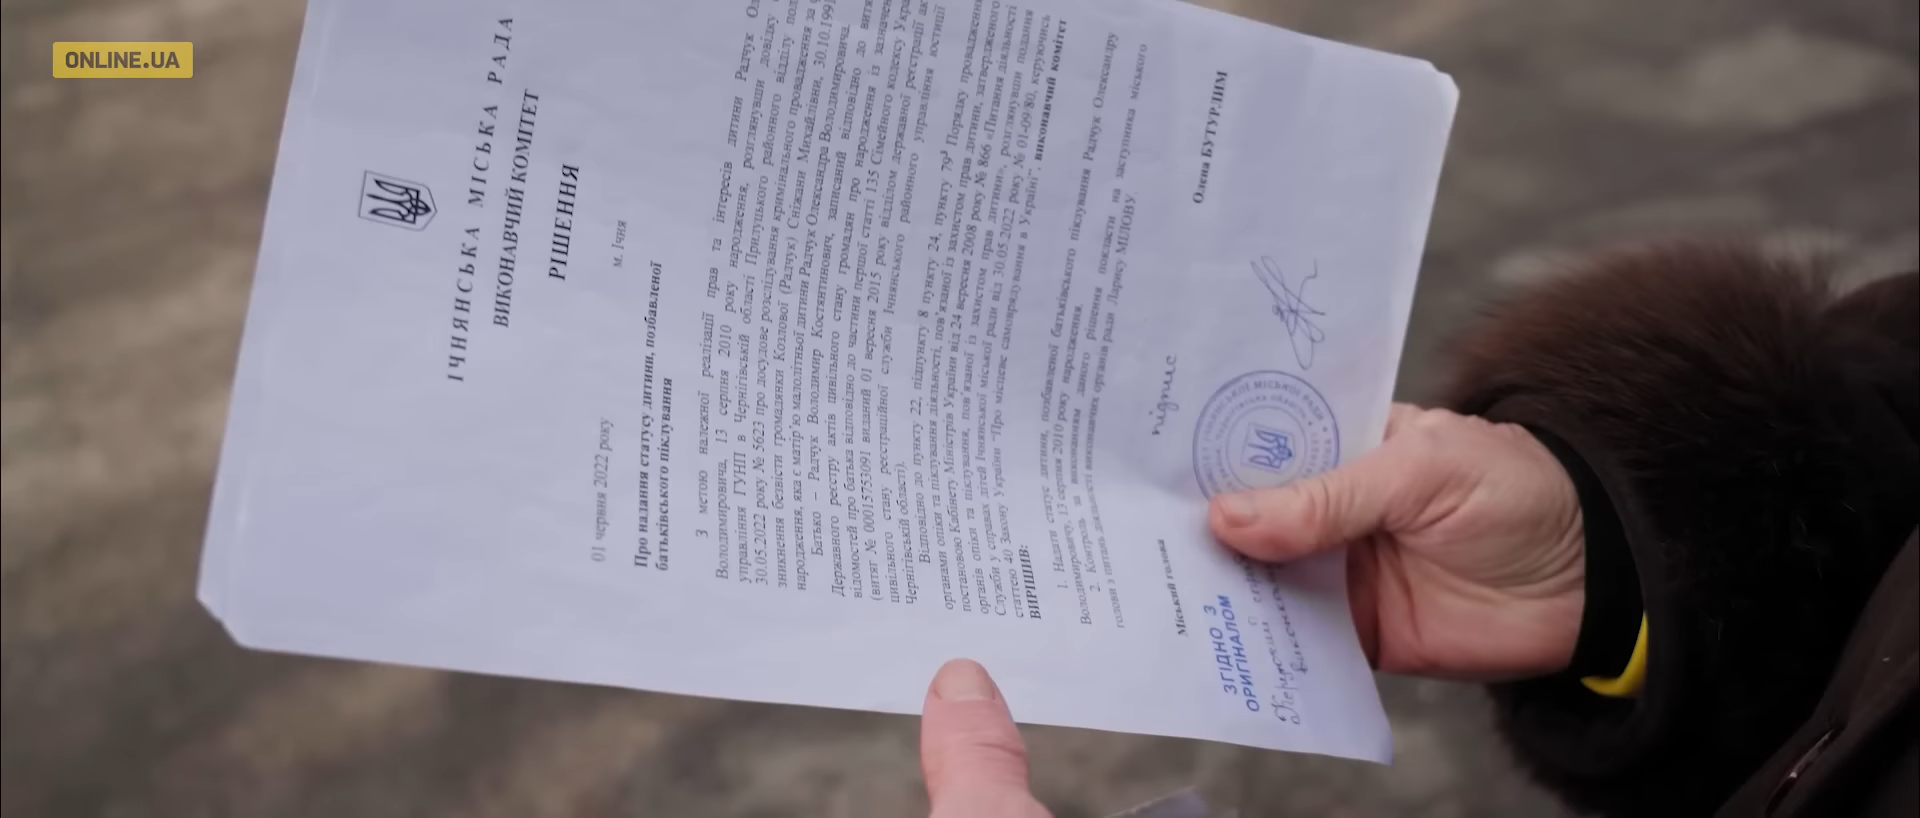 ONLINE.UA
ІЧНЯНСЬКА МІСЬКА РАДА
ВИКОНАВЧИЙ КОМІТЕТ
РІШЕННЯ
01 червня 2022 року м. Ічня
Про надання статусу дитини, позбавленої
батьківського піклування
З метою належної реалізації прав та інтересів дитини Радчук
Володимировича, 13 серпня 2010 року народження, розглянувши довідку
управління ГУНП в Чернігівській області Прилуцького районного відділу
30.05.2022 року № 5623 про досудове розслідування кримінального провадження за
зникнення безвісти громадянки Козлової (Радчук) Сніжани Михайлівни, 30.10.1991
народження, яка є матір'ю малолітньої дитини Радчук Олександра Володимировича.
Батько – Радчук Володимир Костянтинович, записаний відповідно до
Державного реєстру актів цивільного стану громадян про народження із
відомостей про батька відповідно до частини першої статті 135 Сімейного кодексу
(витяг № 00015753091 виданий 01 вересня 2015 року відділом державної реєстрації
цивільного стану реєстраційної служби Ічнянського районного управління юстиції
Чернігівській області).
Відповідно до пункту 22, підпункту 8 пункту 24, пункту 79³ Порядку провадження
органами опіки та піклування діяльності, пов'язаної із захистом прав дитини, затвердженого
постановою Кабінету Міністрів України від 24 вересня 2008 року № 866 «Питання діяльності
органів опіки та піклування, пов'язаної із захистом прав дитини», розглянувши подання
Служби у справах дітей Ічнянської міської ради від 30.05.2022 року № 01-09/80, керуючись
статтею 40 Закону України "Про місцеве самоврядування в Україні", виконавчий комітет
ВИРІШИВ:
1. Надати статус дитини, позбавленої батьківського піклування Радчук Олександру
Володимировичу, 13 серпня 2010 року народження.
2. Контроль за виконанням даного рішення покласти на заступника міського
голови з питань діяльності виконавчих органів ради Ларису МІЛОВУ.
Міський голова підпис Олена БУТУРЛИМ
ЗГІДНО З
ОРИГІНАЛОМ